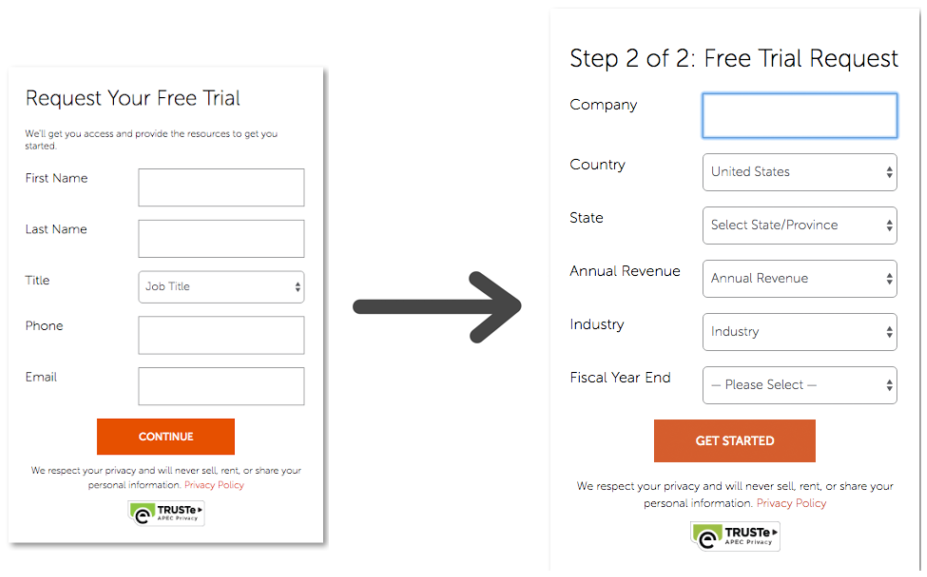 Request Your Free Trial
We'll get you access and provide the resources to get you
started.
First Name
Last Name
Title
Job Title
Phone
Email
CONTINUE
We respect your privacy and will never sell, rent, or share your
personal information. Privacy Policy
TRUSTe
APEC Privacy
Step 2 of 2: Free Trial Request
Company
Country
United States
State
Select State/Province
Annual Revenue
Annual Revenue
Industry
Industry
Fiscal Year End
— Please Select —
GET STARTED
We respect your privacy and will never sell, rent, or share your
personal information. Privacy Policy
TRUSTe
APEC Privacy